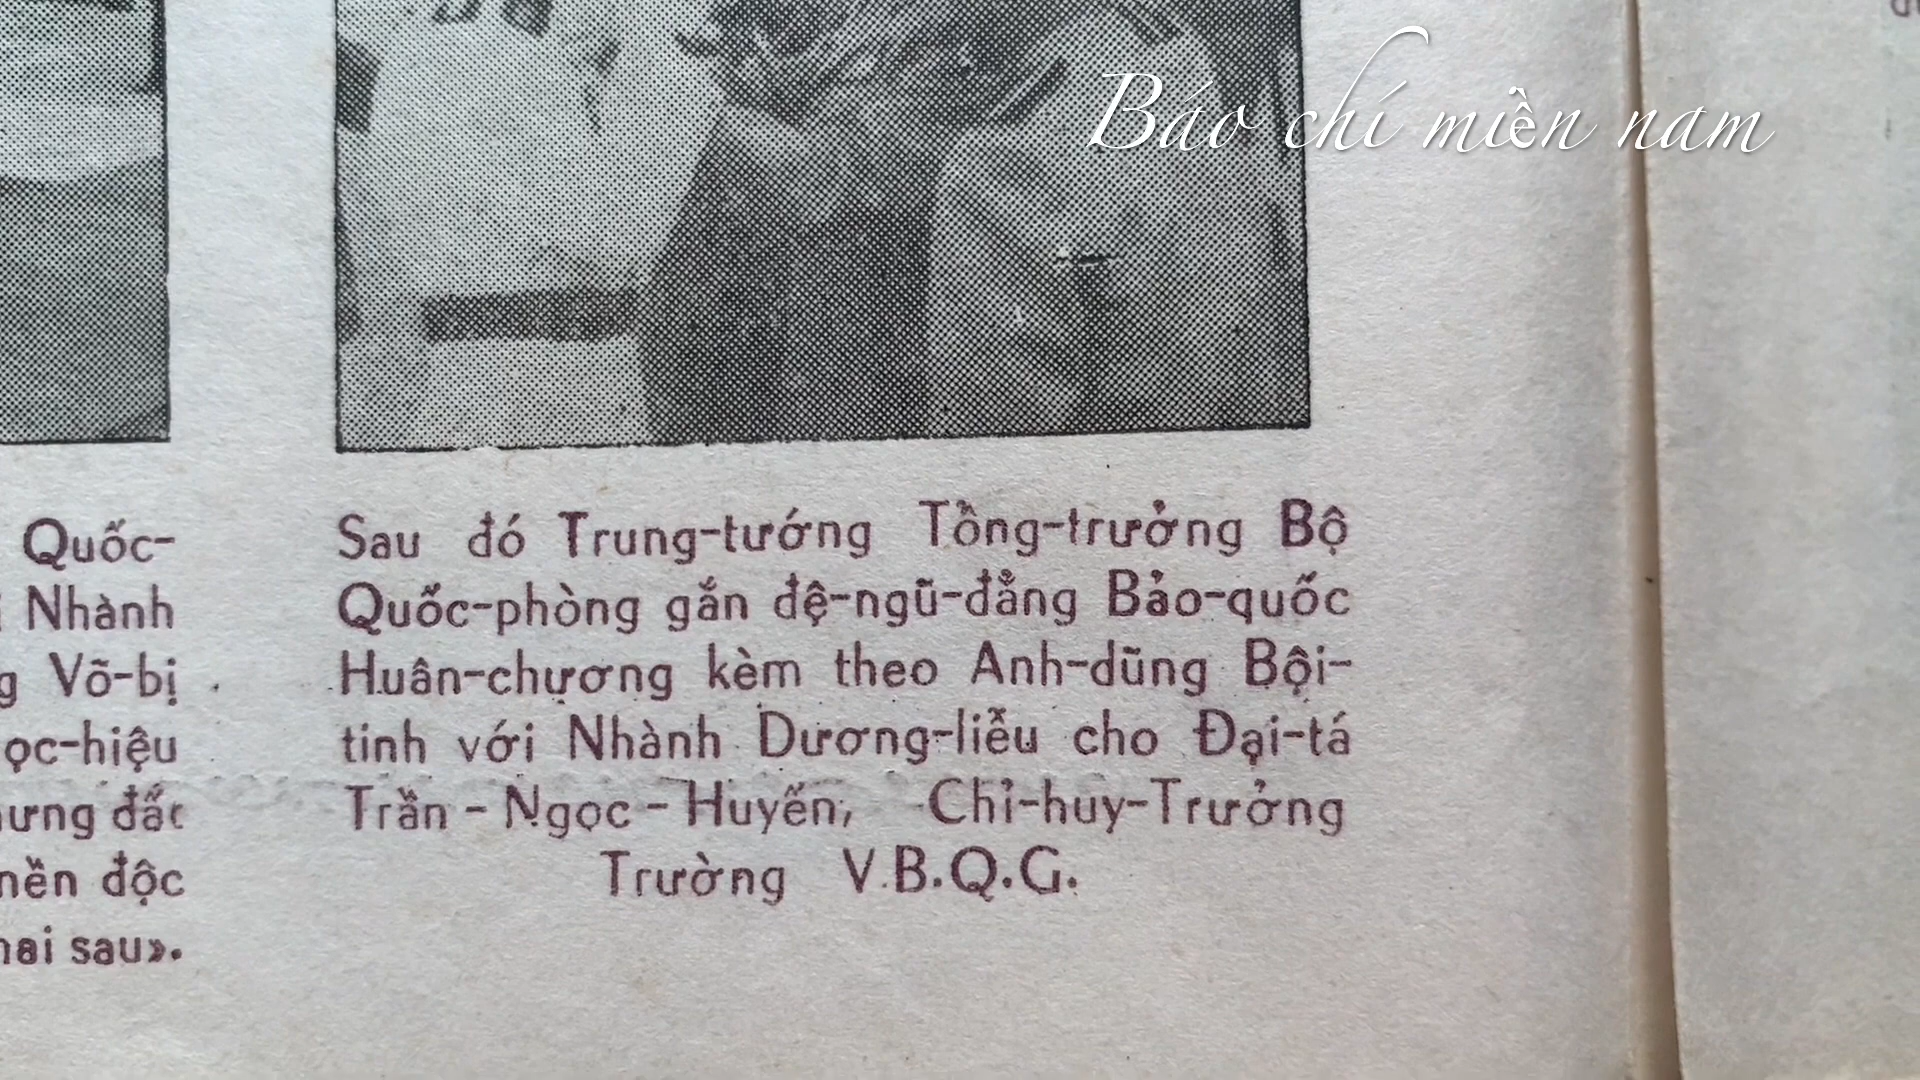 Báo chí miền nam
Quốc-
Nhành
Võ-bị
ọc-hiệu
ưng đắc
nền độc
mai sau».
Sau đó Trung-tướng Tổng-trưởng Bộ
Quốc-phòng gắn đệ-ngũ-đẳng Bảo-quốc
Huân-chương kèm theo Anh-dũng Bội-
tinh với Nhành Dương-liễu cho Đại-tá
Trần - Ngọc - Huyến, Chỉ-huy-Trưởng
Trường V.B.Q.G.